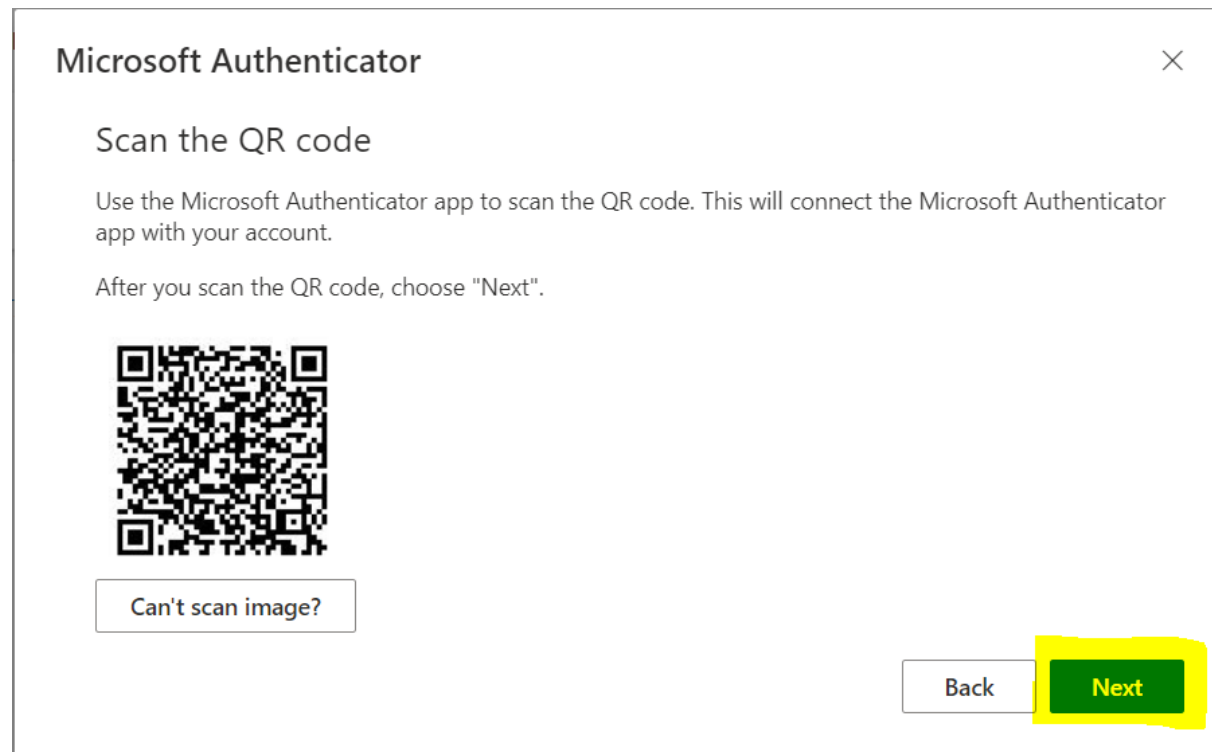 Microsoft Authenticator
Scan the QR code
Use the Microsoft Authenticator app to scan the QR code. This will connect the Microsoft Authenticator
app with your account.
After you scan the QR code, choose "Next".
Can't scan image?
Back
Next